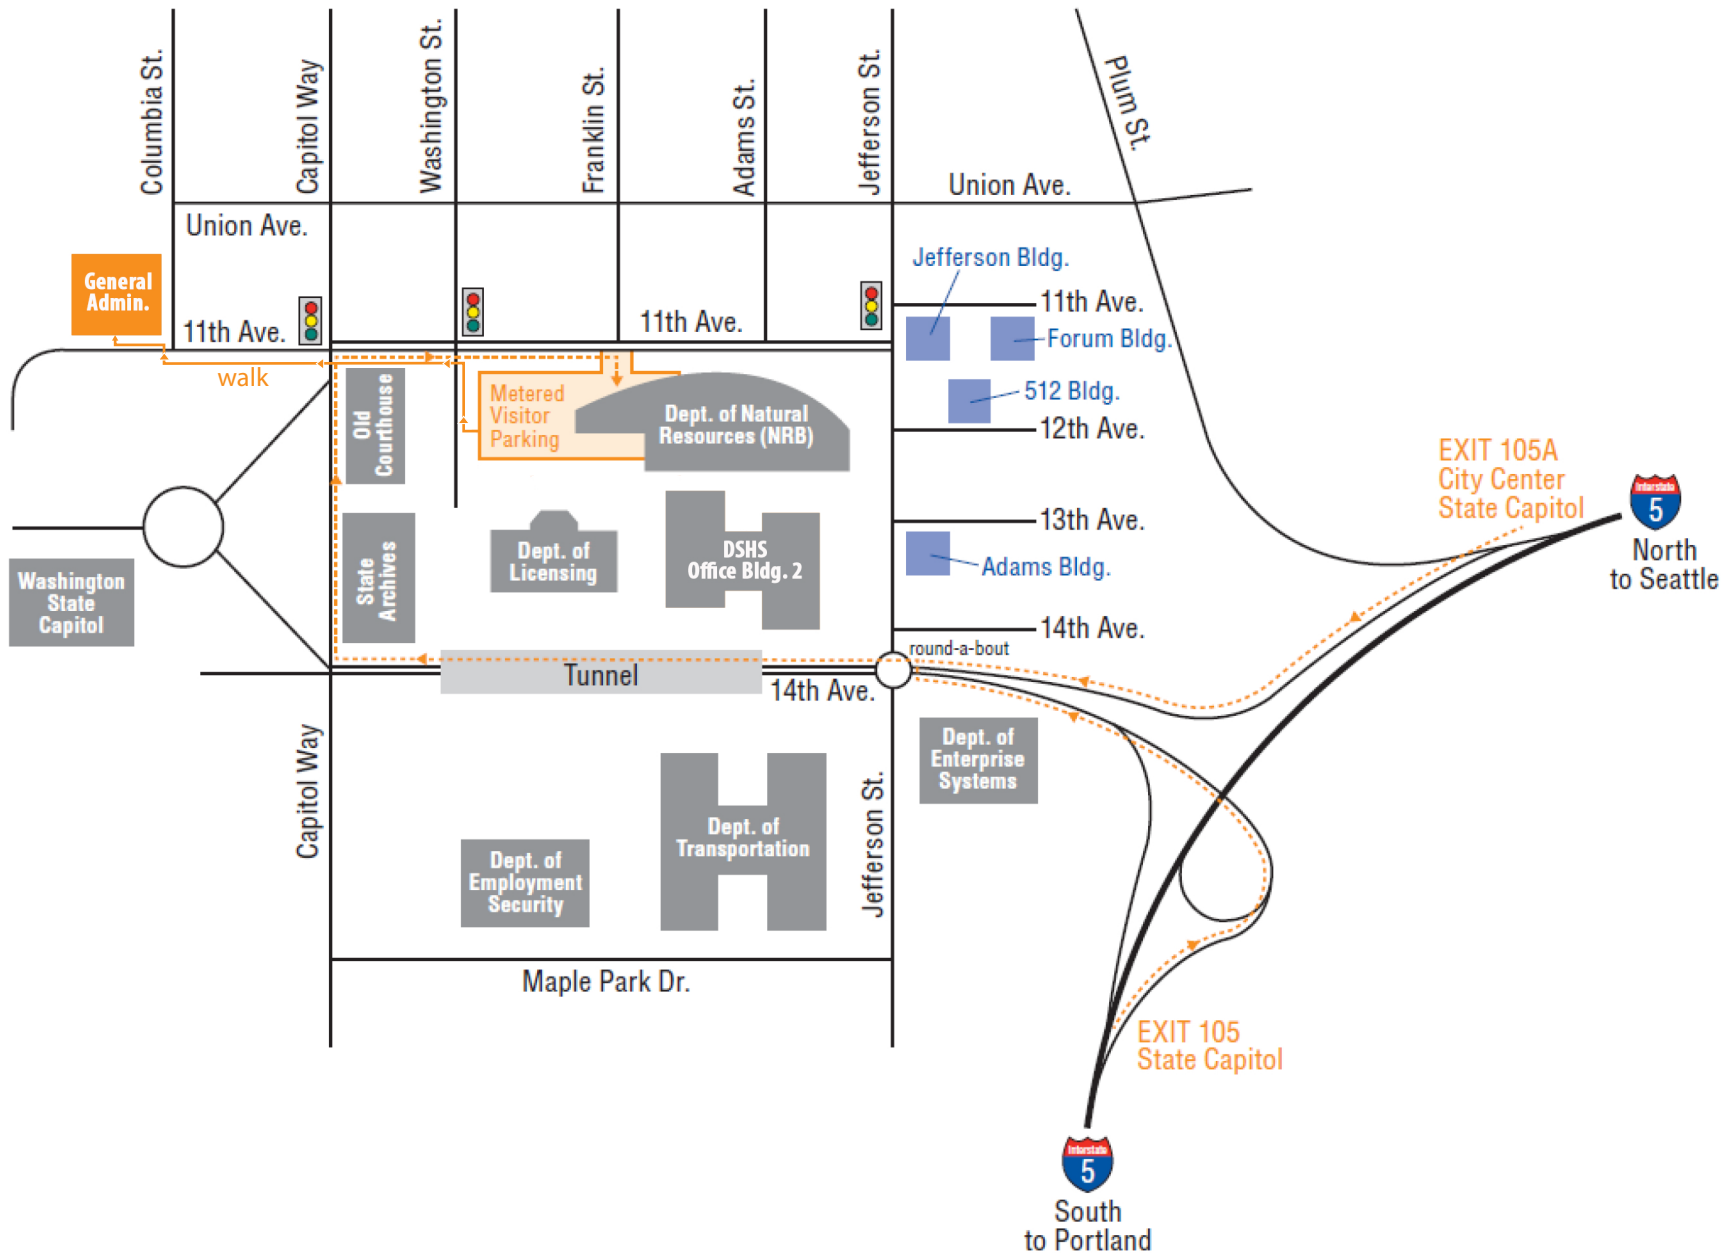 Columbia St.
Capitol Way
Washington St.
Franklin St.
Adams St.
Jefferson St.
Plum St.
Union Ave.
Union Ave.
General
Admin.
11th Ave.
11th Ave.
walk
Jefferson Bldg.
11th Ave.
Forum Bldg.
512 Bldg.
12th Ave.
Old
Courthouse
Metered
Visitor
Parking
Dept. of Natural
Resources (NRB)
EXIT 105A
City Center
State Capitol
Interstate
5
North
to Seattle
13th Ave.
Adams Bldg.
14th Ave.
Washington
State
Capitol
State
Archives
Dept. of
Licensing
DSHS
Office Bldg. 2
round-a-bout
Tunnel
14th Ave.
Capitol Way
Jefferson St.
Dept. of
Enterprise
Systems
Dept. of
Transportation
Dept. of
Employment
Security
Maple Park Dr.
EXIT 105
State Capitol
Interstate
5
South
to Portland